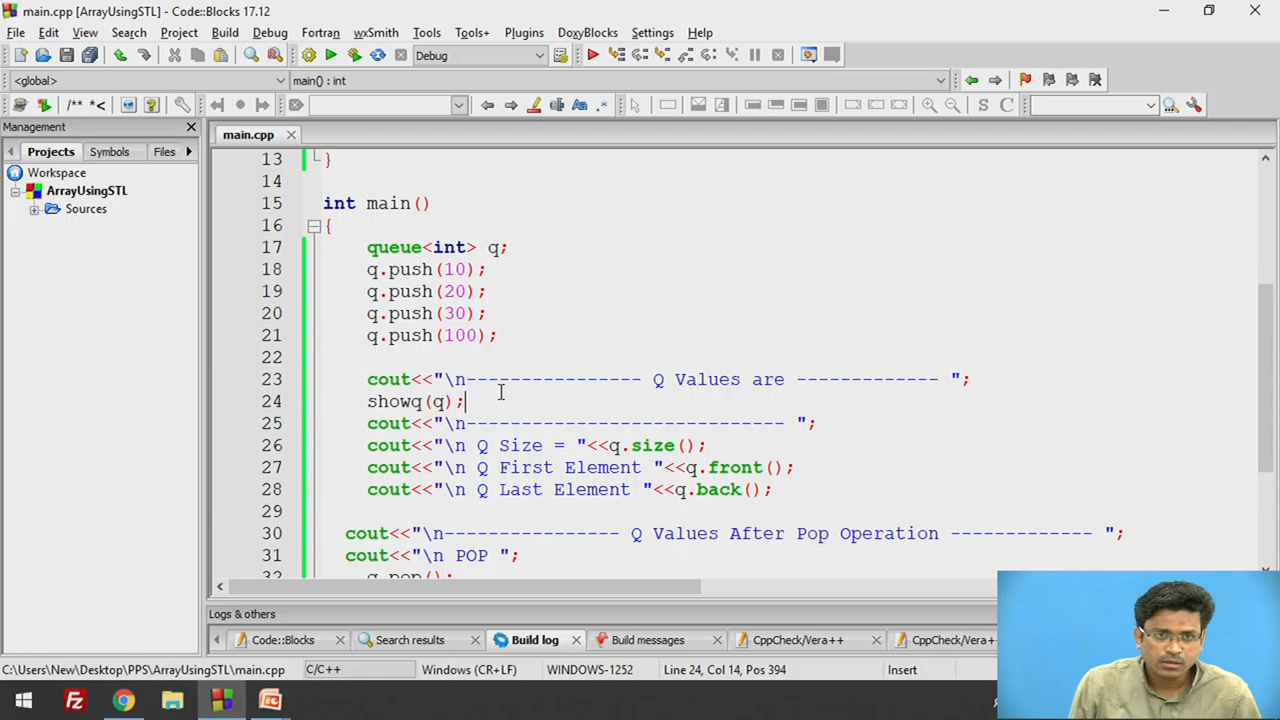 main.cpp [ArrayUsingSTL] - Code::Blocks 17.12
File Edit View Search Project Build Debug Fortran wxSmith Tools Tools+ Plugins DoxyBlocks Settings Help
Debug
<global> main() : int
/** *<
S C
Management
main.cpp
Projects Symbols Files
Workspace
ArrayUsingSTL
Sources
13 }
14
15 int main()
16 {
17 queue<int> q;
18 q.push(10);
19 q.push(20);
20 q.push(30);
21 q.push(100);
22
23 cout<<"\n---------------- Q Values are ------------- ";
24 showq(q);
25 cout<<"\n----------------------------- ";
26 cout<<"\n Q Size = "<<q.size();
27 cout<<"\n Q First Element "<<q.front();
28 cout<<"\n Q Last Element "<<q.back();
29
30 cout<<"\n---------------- Q Values After Pop Operation ------------- ";
31 cout<<"\n POP ";
32 q.pop();
Logs & others
Code::Blocks Search results Build log Build messages CppCheck/Vera++ CppCheck/Vera++
C:\Users\New\Desktop\PPS\ArrayUsingSTL\main.cpp C/C++ Windows (CR+LF) WINDOWS-1252 Line 24, Col 14, Pos 394 Insert